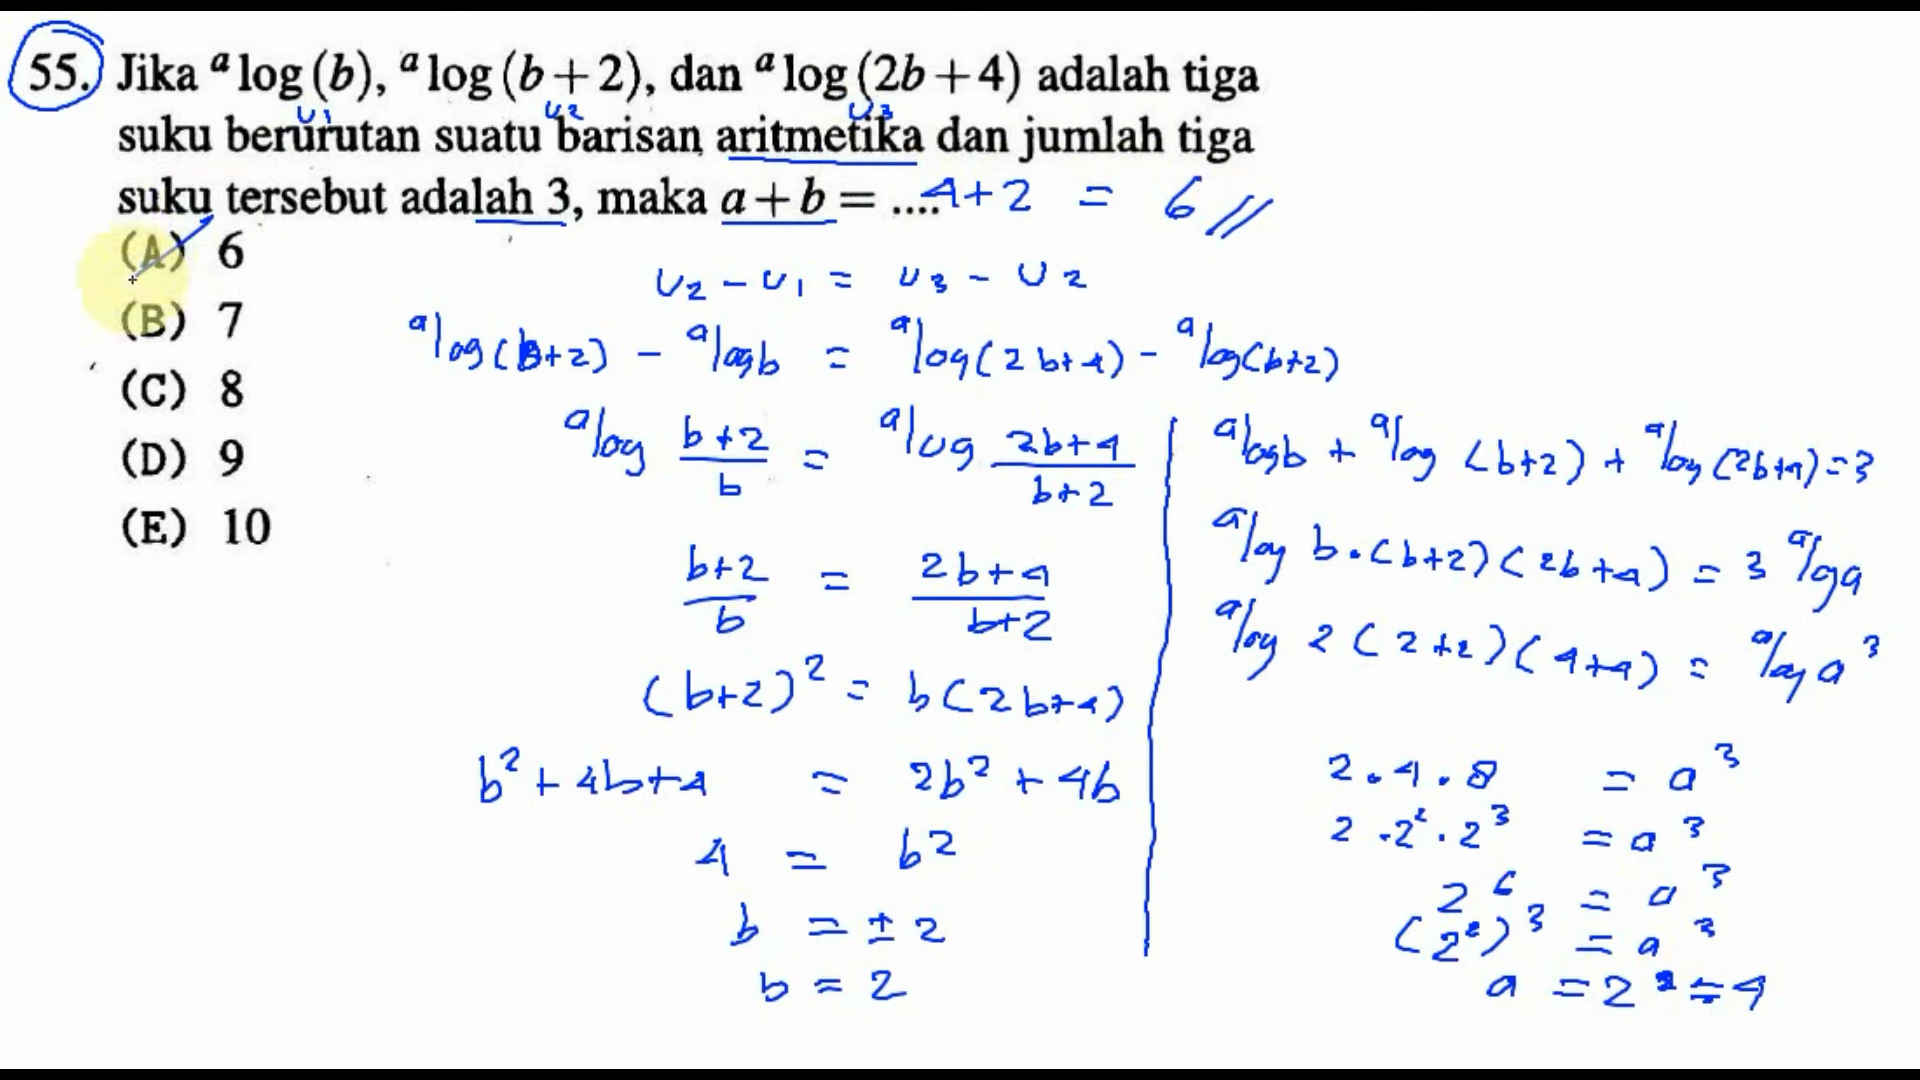 55. Jika ᵃlog(b), ᵃlog(b+2), dan ᵃlog(2b+4) adalah tiga
U1 U2 U3
suku berurutan suatu barisan aritmetika dan jumlah tiga
suku tersebut adalah 3, maka a+b = .... 4+2 = 6 //
(A) 6
(B) 7
(C) 8
(D) 9
(E) 10
U2 - U1 = U3 - U2
ᵃlog(b+2) - ᵃlog b = ᵃlog(2b+4) - ᵃlog(b+2)
ᵃlog (b+2)/b = ᵃlog (2b+4)/(b+2)
(b+2)/b = (2b+4)/(b+2)
(b+2)² = b(2b+4)
b² + 4b+4 = 2b² + 4b
4 = b²
b = ±2
b = 2
ᵃlog b + ᵃlog (b+2) + ᵃlog (2b+4) = 3
ᵃlog b.(b+2)(2b+4) = 3 ᵃlog a
ᵃlog 2(2+2)(4+4) = ᵃlog a³
2.4.8 = a³
2.2².2³ = a³
2⁶ = a³
(2²)³ = a³
a = 2² = 4